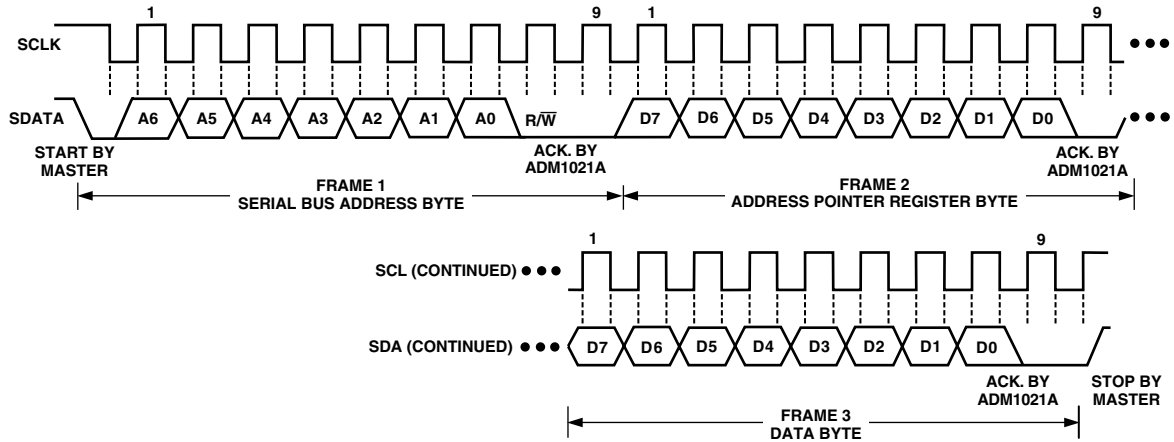 1 9 1 9
SCLK
SDATA A6 A5 A4 A3 A2 A1 A0 R/W̅ D7 D6 D5 D4 D3 D2 D1 D0
START BY
MASTER
ACK. BY
ADM1021A
ACK. BY
ADM1021A
FRAME 1
SERIAL BUS ADDRESS BYTE
FRAME 2
ADDRESS POINTER REGISTER BYTE
1 9
SCL (CONTINUED)
SDA (CONTINUED) D7 D6 D5 D4 D3 D2 D1 D0
ACK. BY
ADM1021A
STOP BY
MASTER
FRAME 3
DATA BYTE